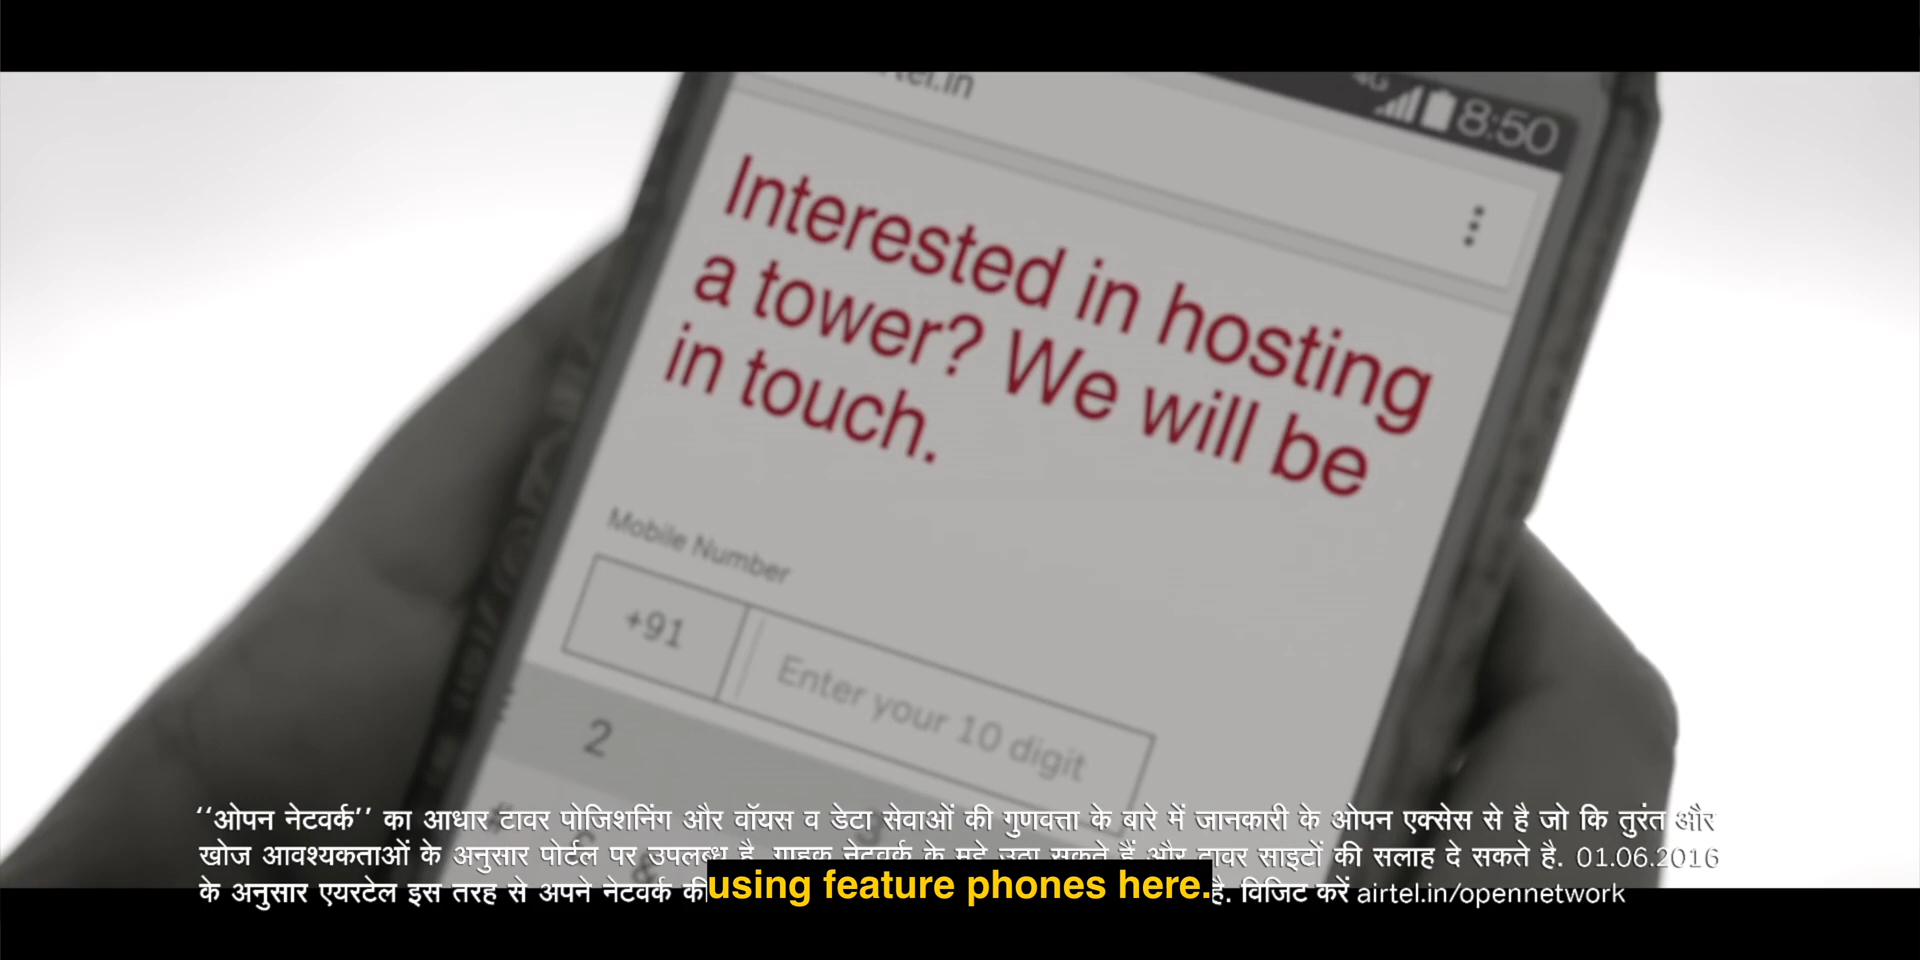 4G 8:50
Interested in hosting
a tower? We will be
in touch.
Mobile Number
+91 Enter your 10 digit
2
‘‘ओपन नेटवर्क’’ का आधार टावर पोजिशनिंग और वॉयस व डेटा सेवाओं की गुणवत्ता के बारे में जानकारी के ओपन एक्सेस से है जो कि तुरंत और
खोज आवश्यकताओं के अनुसार पोर्टल पर उपलब्ध है. ग्राहक नेटवर्क के मुद्दे उठा सकते हैं और टावर साइटों की सलाह दे सकते है. 01.06.2016
के अनुसार एयरटेल इस तरह से अपने नेटवर्क की है. विजिट करें airtel.in/opennetwork
using feature phones here.